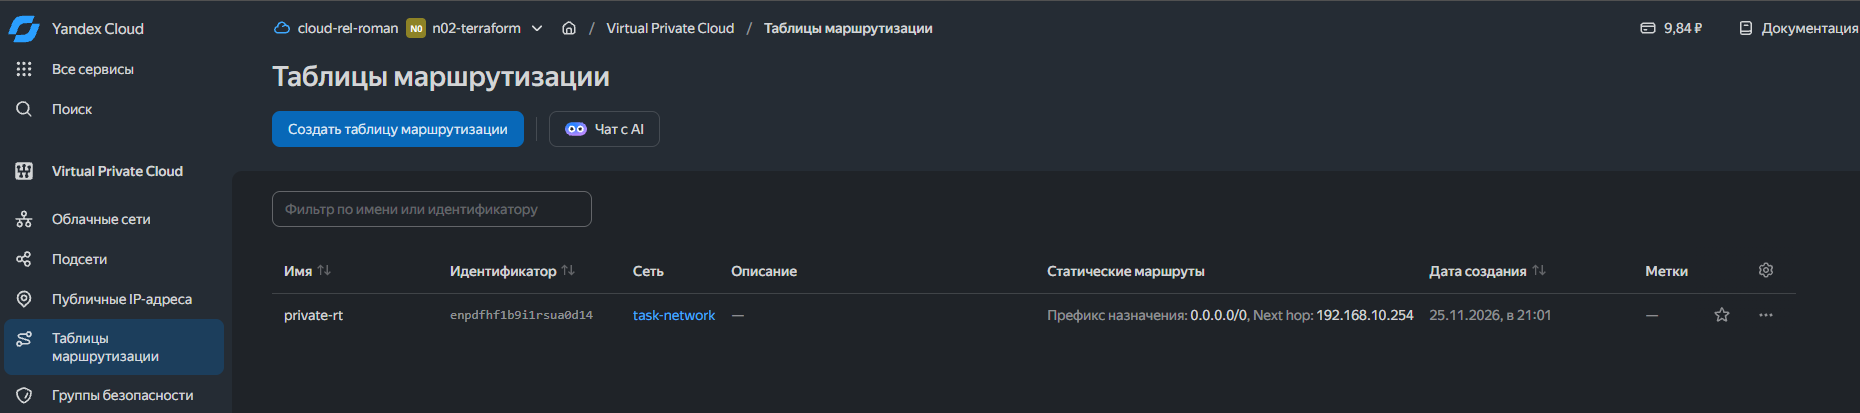 Yandex Cloud
cloud-rel-roman N0 n02-terraform / Virtual Private Cloud / Таблицы маршрутизации
9,84 ₽ Документация
Все сервисы
Поиск
Virtual Private Cloud
Облачные сети
Подсети
Публичные IP-адреса
Таблицы
маршрутизации
Группы безопасности
Таблицы маршрутизации
Создать таблицу маршрутизации Чат с AI
Фильтр по имени или идентификатору
Имя Идентификатор Сеть Описание Статические маршруты Дата создания Метки
private-rt enpdfhf1b9i1rsua0d14 task-network — Префикс назначения: 0.0.0.0/0, Next hop: 192.168.10.254 25.11.2026, в 21:01 —